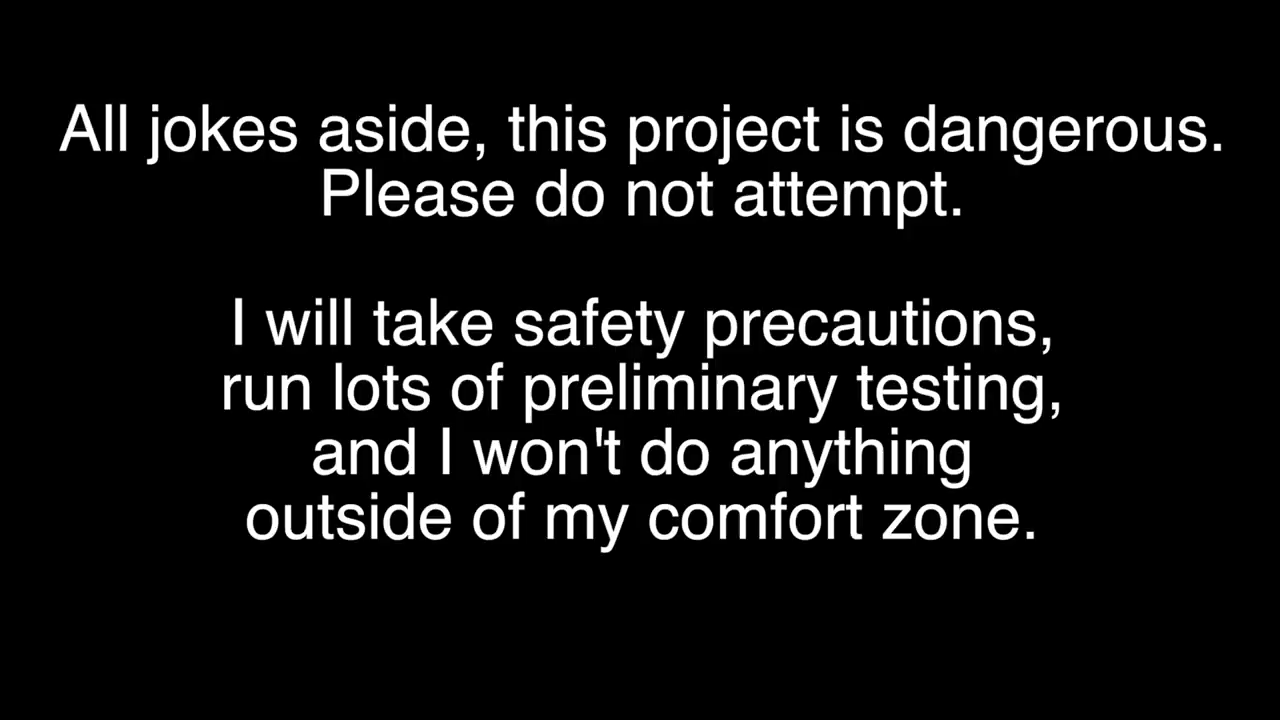 All jokes aside, this project is dangerous.
Please do not attempt.
I will take safety precautions,
run lots of preliminary testing,
and I won't do anything
outside of my comfort zone.